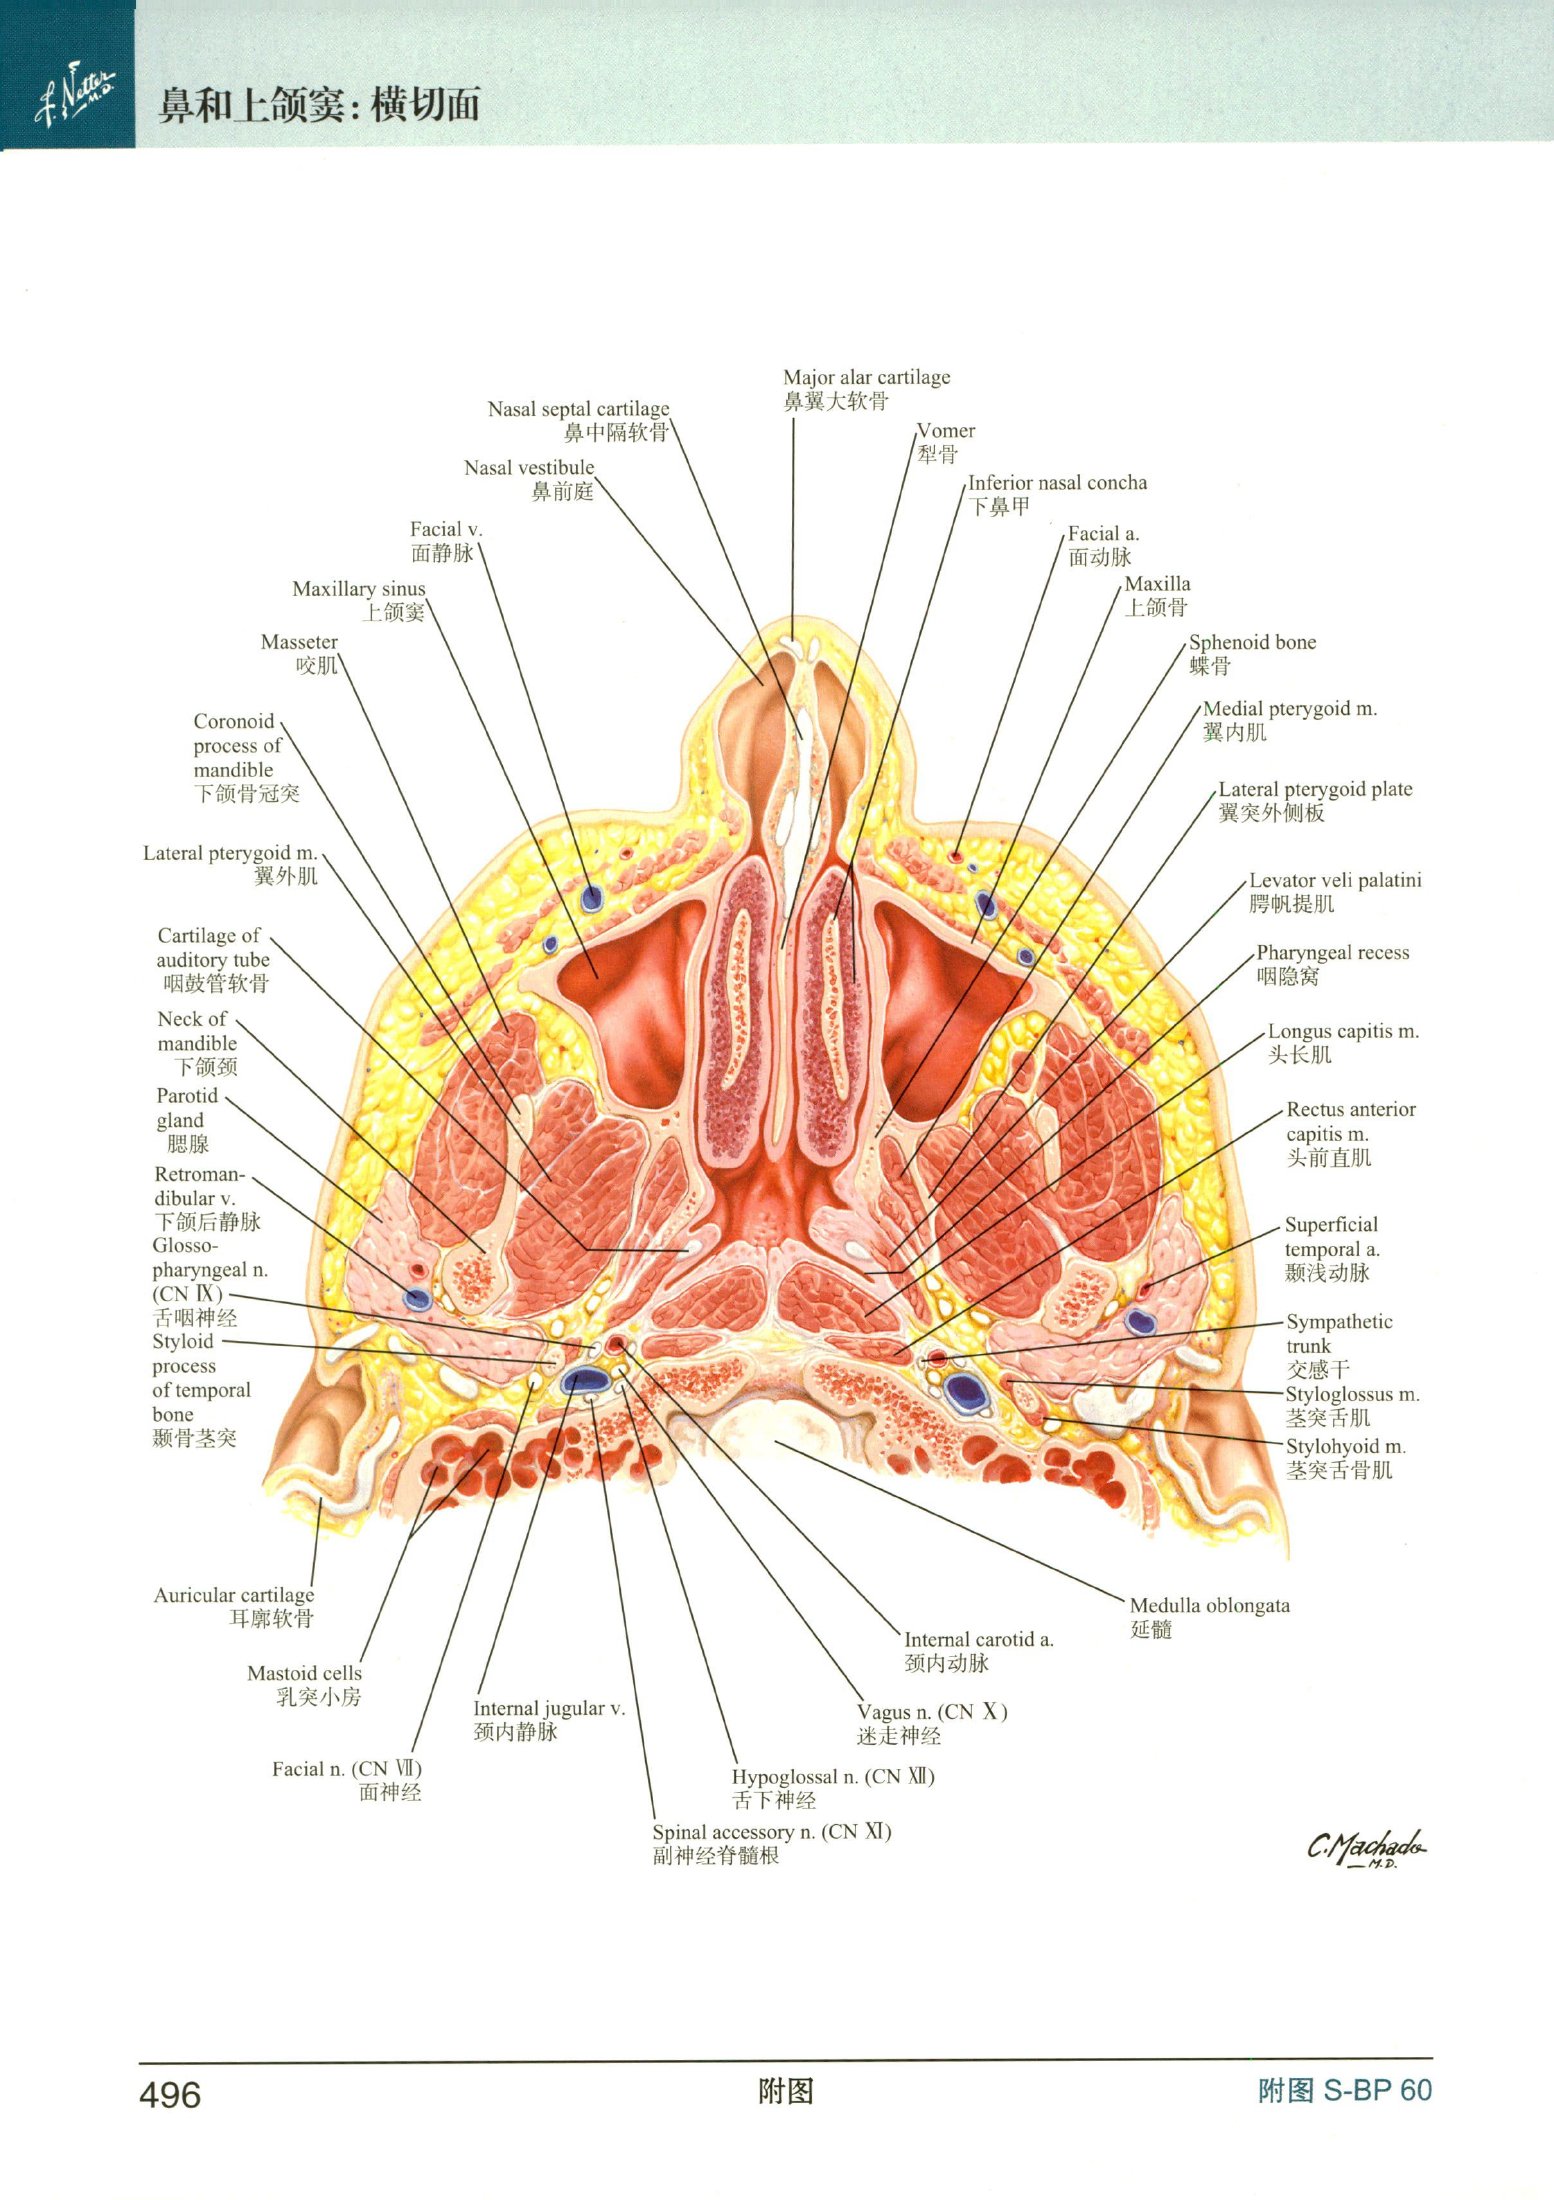 F. Netter M.D.
鼻和上颌窦：横切面
Major alar cartilage
鼻翼大软骨
Nasal septal cartilage
鼻中隔软骨
Vomer
犁骨
Nasal vestibule
鼻前庭
Inferior nasal concha
下鼻甲
Facial v.
面静脉
Facial a.
面动脉
Maxillary sinus
上颌窦
Maxilla
上颌骨
Masseter
咬肌
Sphenoid bone
蝶骨
Coronoid
process of
mandible
下颌骨冠突
Medial pterygoid m.
翼内肌
Lateral pterygoid plate
翼突外侧板
Lateral pterygoid m.
翼外肌
Levator veli palatini
腭帆提肌
Cartilage of
auditory tube
咽鼓管软骨
Pharyngeal recess
咽隐窝
Neck of
mandible
下颌颈
Longus capitis m.
头长肌
Parotid
gland
腮腺
Rectus anterior
capitis m.
头前直肌
Retroman-
dibular v.
下颌后静脉
Superficial
temporal a.
颞浅动脉
Glosso-
pharyngeal n.
(CN Ⅸ)
舌咽神经
Sympathetic
trunk
交感干
Styloid
process
of temporal
bone
颞骨茎突
Styloglossus m.
茎突舌肌
Stylohyoid m.
茎突舌骨肌
Auricular cartilage
耳廓软骨
Medulla oblongata
延髓
Internal carotid a.
颈内动脉
Mastoid cells
乳突小房
Internal jugular v.
颈内静脉
Vagus n. (CN Ⅹ)
迷走神经
Facial n. (CN Ⅶ)
面神经
Hypoglossal n. (CN Ⅻ)
舌下神经
Spinal accessory n. (CN Ⅺ)
副神经脊髓根
C.Machado
M.D.
496
附图
附图 S-BP 60